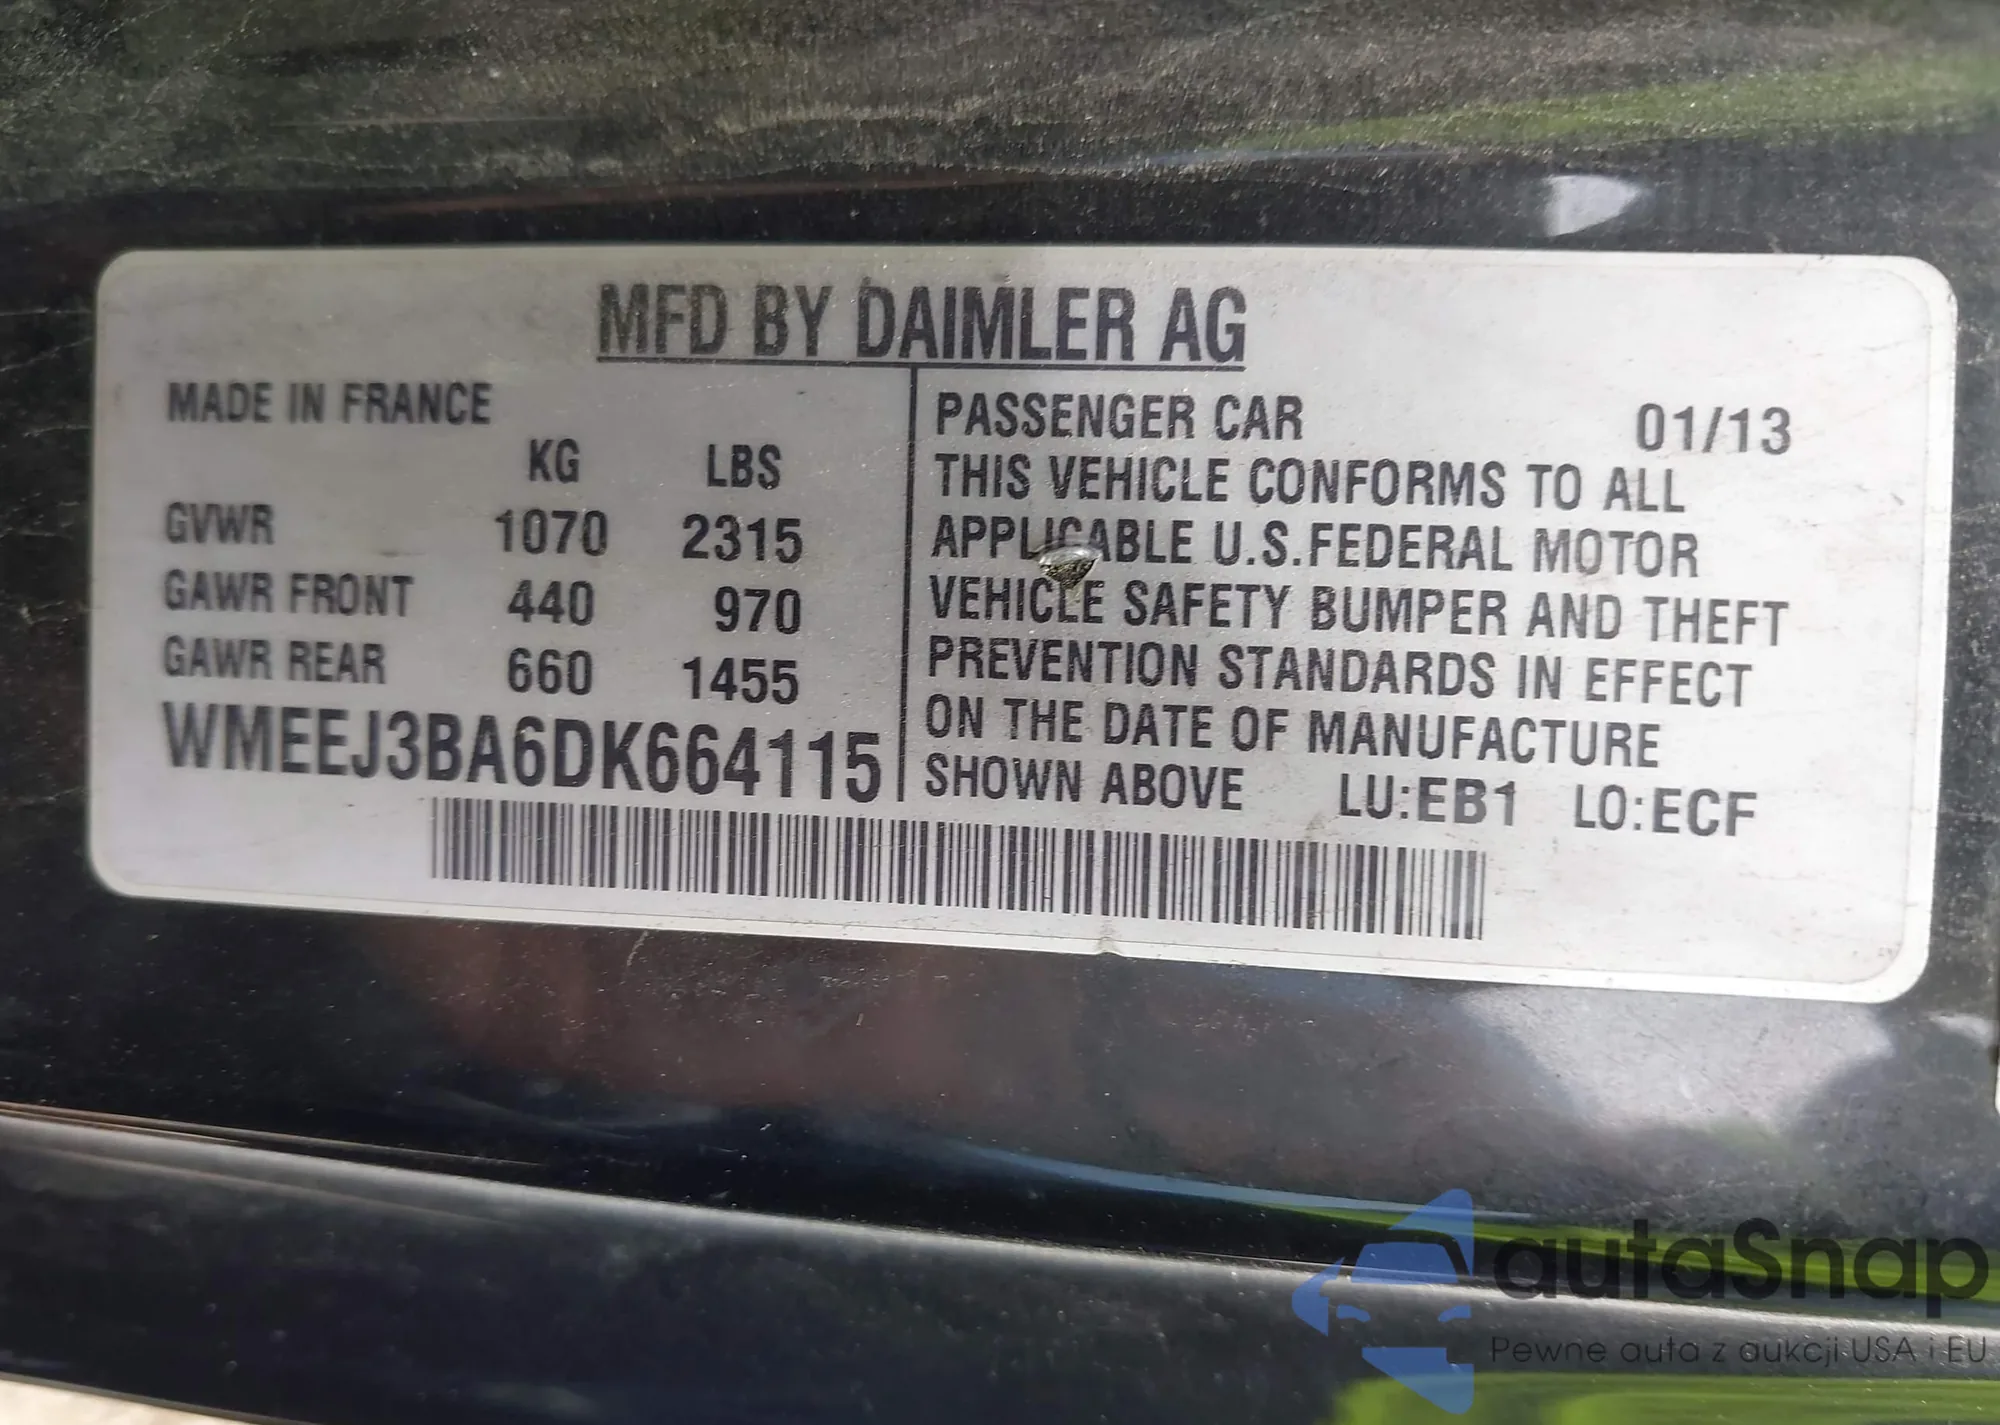 MFD BY DAIMLER AG
MADE IN FRANCE
KG LBS
GVWR 1070 2315
GAWR FRONT 440 970
GAWR REAR 660 1455
WMEEJ3BA6DK664115
PASSENGER CAR 01/13
THIS VEHICLE CONFORMS TO ALL
APPLICABLE U.S.FEDERAL MOTOR
VEHICLE SAFETY BUMPER AND THEFT
PREVENTION STANDARDS IN EFFECT
ON THE DATE OF MANUFACTURE
SHOWN ABOVE LU:EB1 LO:ECF
autaSnap
Pewne auta z aukcji USA i EU